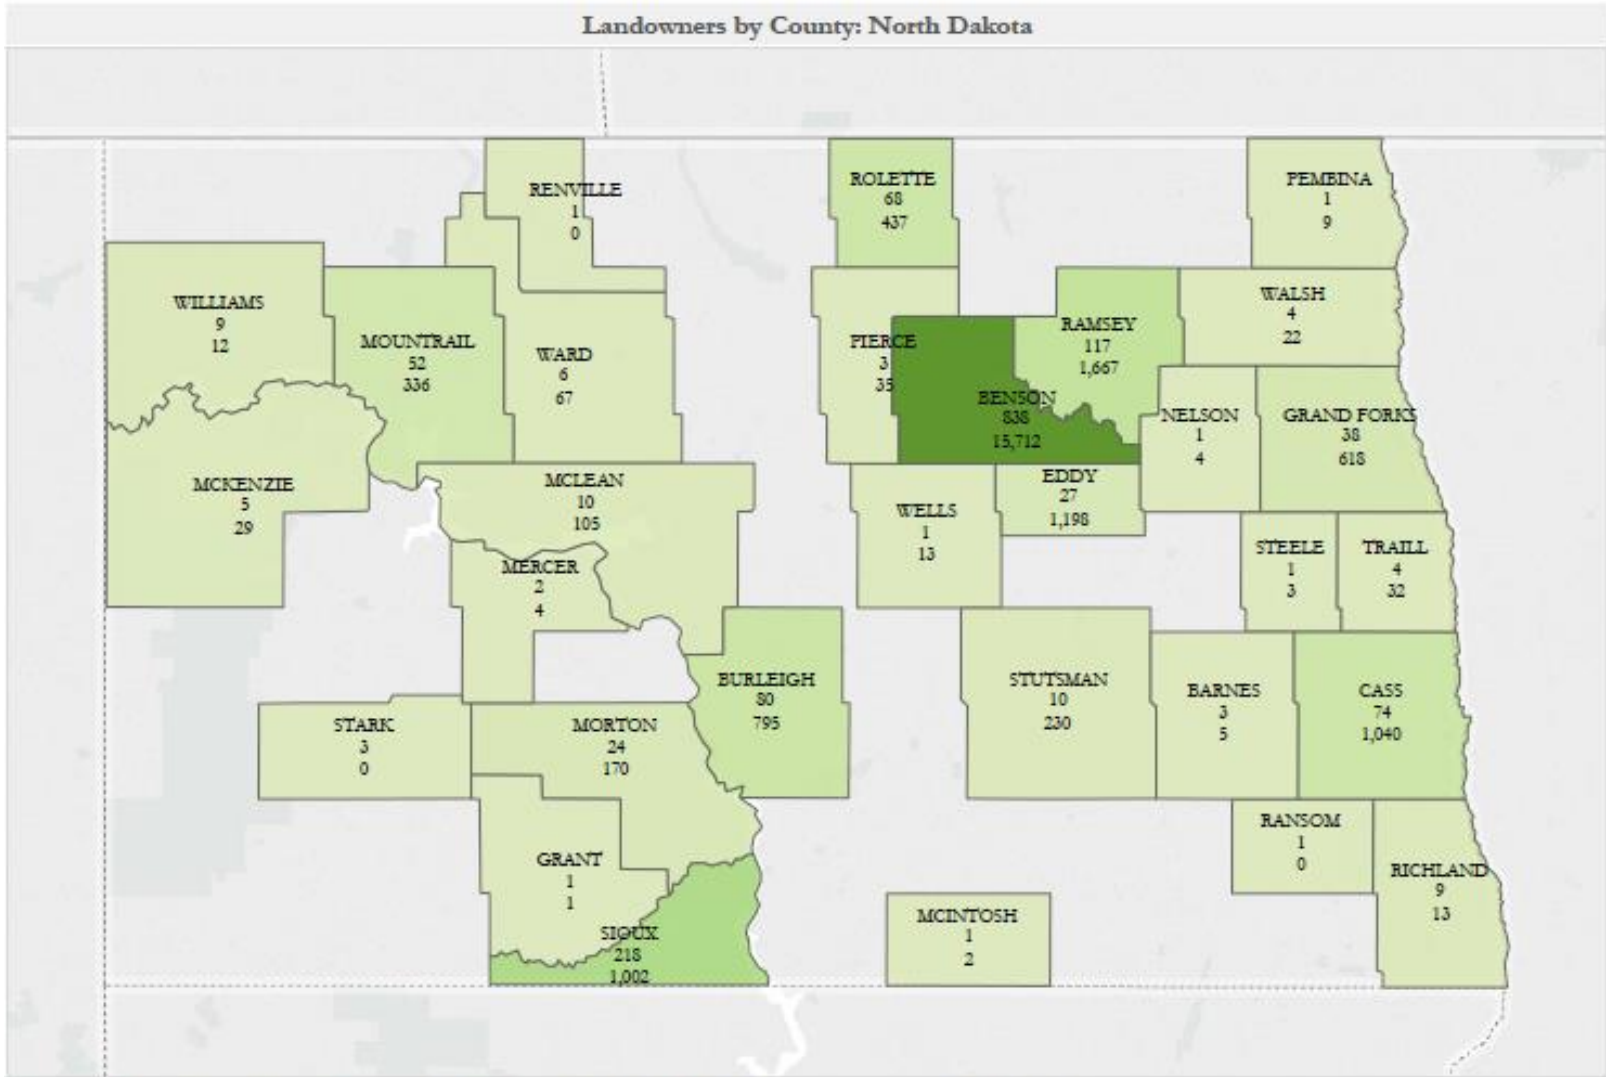 Landowners by County: North Dakota
RENVILLE
1
0
ROLETTE
68
437
PEMBINA
1
9
WILLIAMS
9
12
MOUNTRAIL
52
336
WARD
6
67
PIERCE
3
35
RAMSEY
117
1,667
WALSH
4
22
BENSON
838
15,712
NELSON
1
4
GRAND FORKS
38
618
MCKENZIE
5
29
MCLEAN
10
105
EDDY
27
1,198
WELLS
1
13
STEELE
1
3
TRAILL
4
32
MERCER
2
4
BURLEIGH
80
795
STUTSMAN
10
230
BARNES
3
5
CASS
74
1,040
STARK
3
0
MORTON
24
170
RANSOM
1
0
GRANT
1
1
RICHLAND
9
13
SIOUX
218
1,002
MCINTOSH
1
2